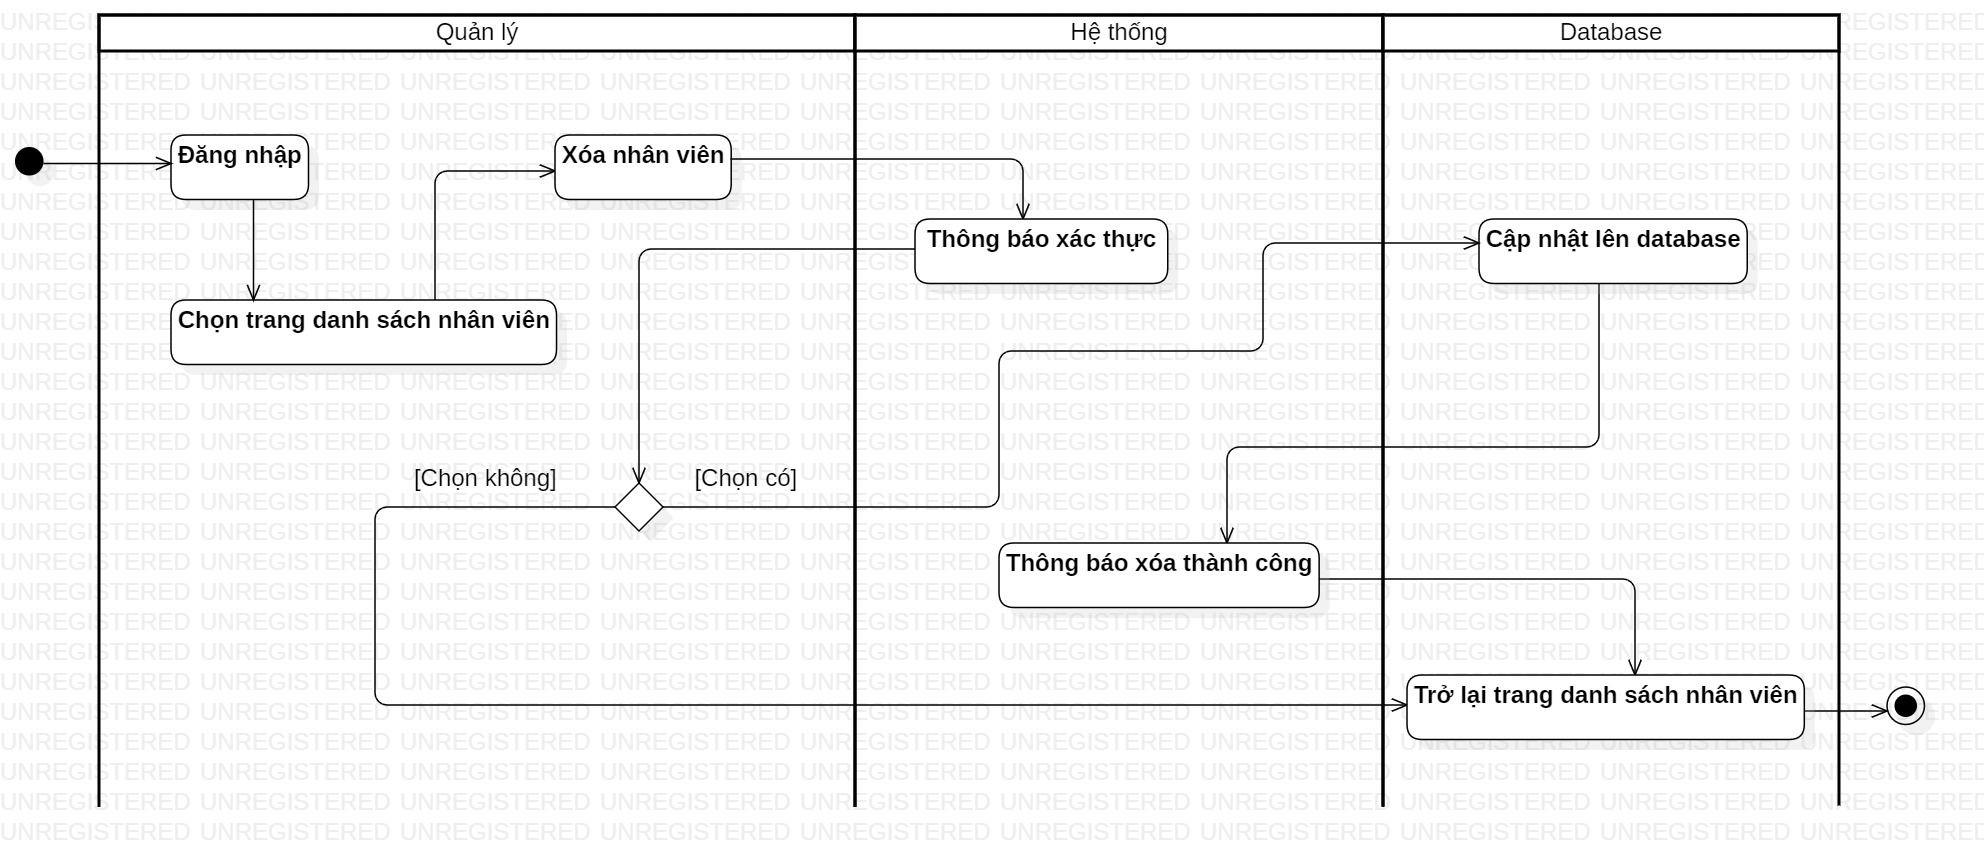 Quản lý
Hệ thống
Database
Đăng nhập
Xóa nhân viên
Thông báo xác thực
Cập nhật lên database
Chọn trang danh sách nhân viên
[Chọn không]
[Chọn có]
Thông báo xóa thành công
Trở lại trang danh sách nhân viên
UNREGISTERED